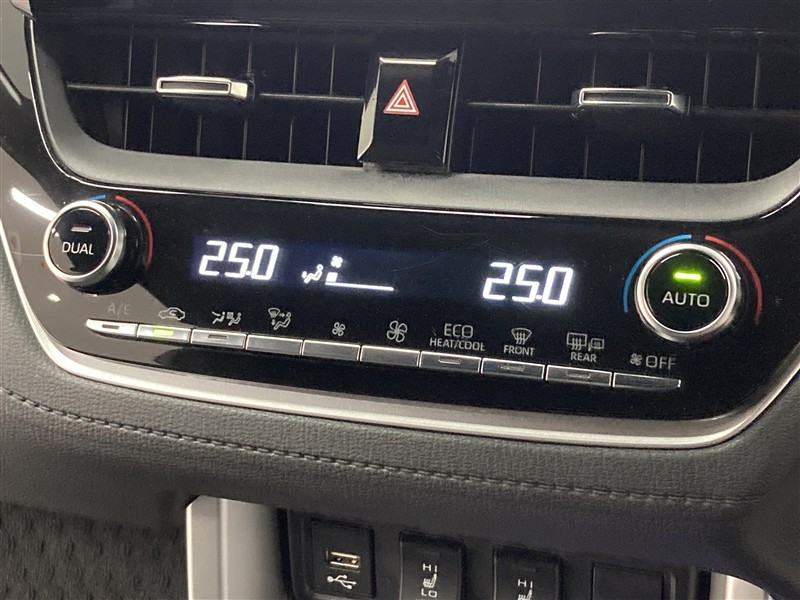 DUAL
25.0
25.0
AUTO
A/E
ECO
HEAT/COOL
FRONT
REAR
OFF
HI
LO
HI